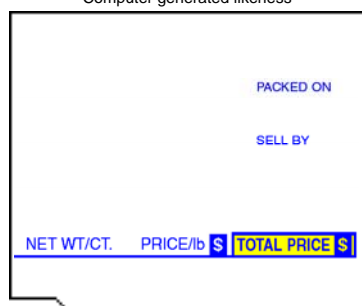 Computer generated likeness
PACKED ON
SELL BY
NET WT/CT. PRICE/lb $ TOTAL PRICE $